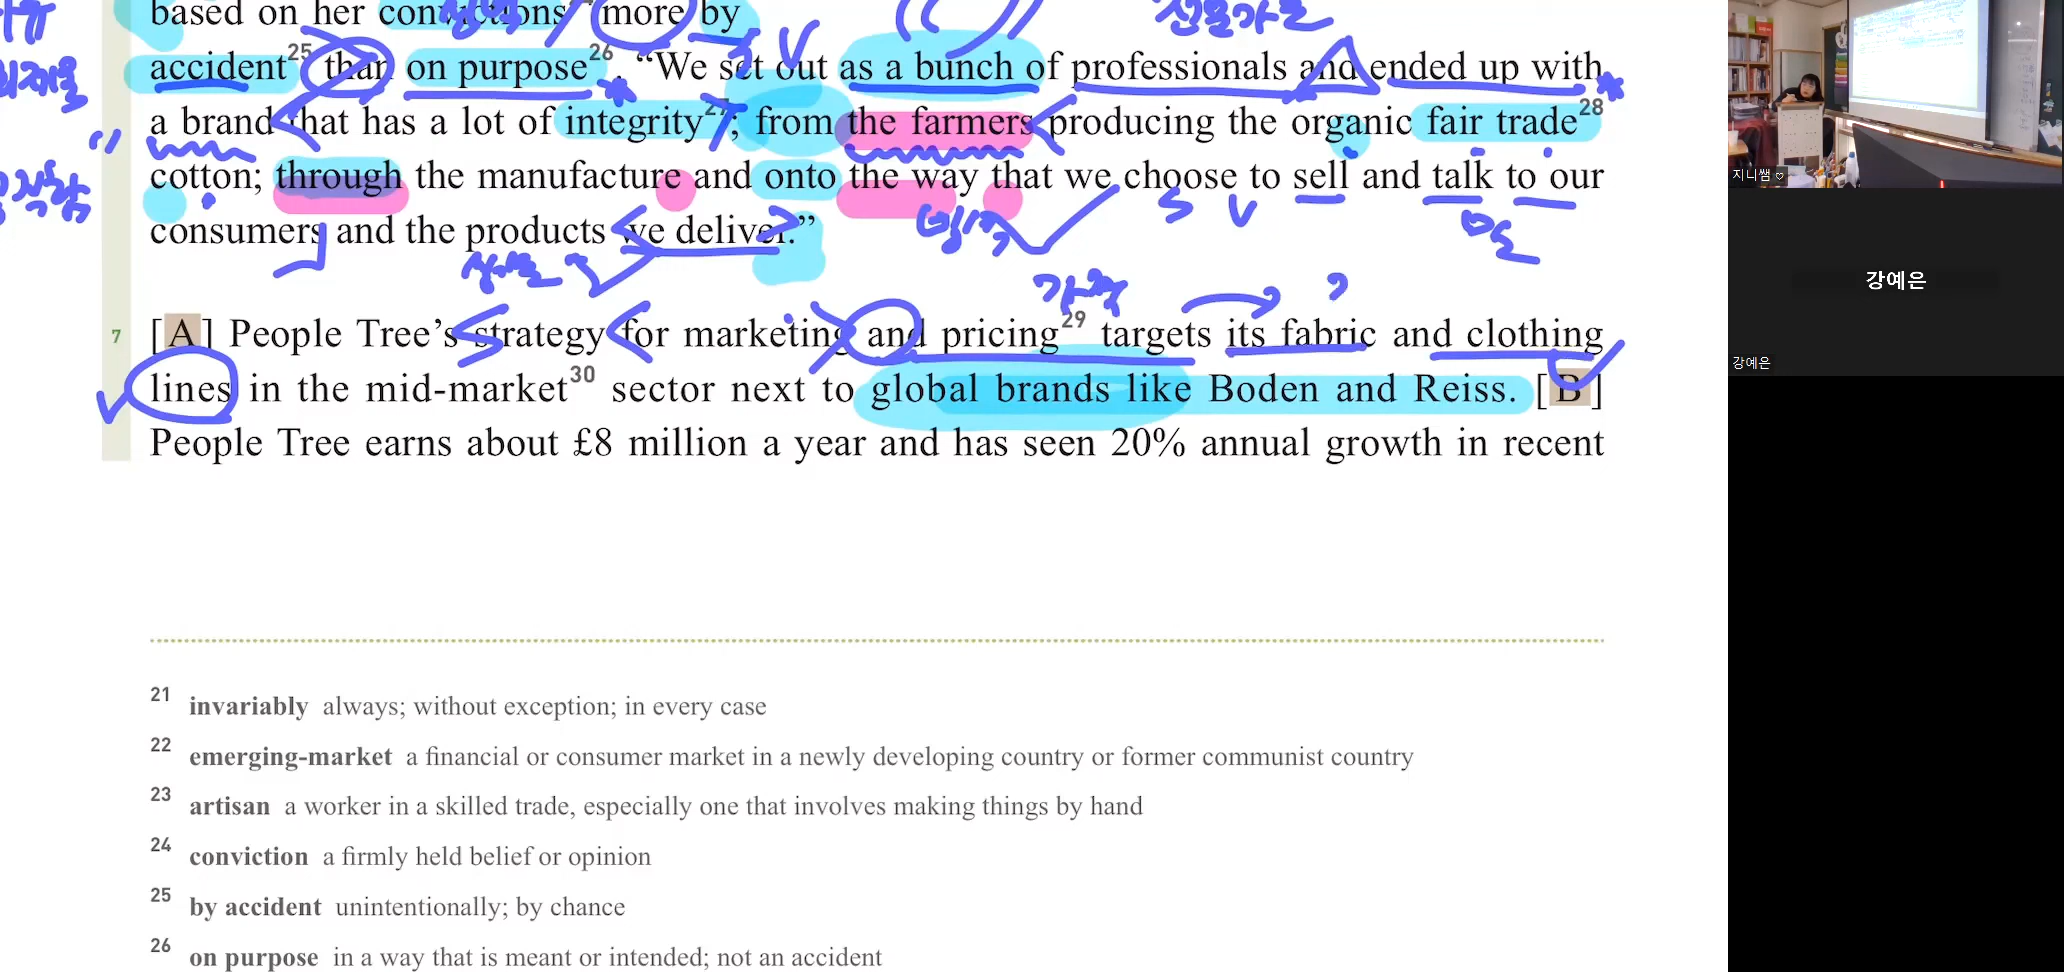 based on her convictions more by
accident25 than on purpose26. “We set out as a bunch of professionals and ended up with
a brand that has a lot of integrity27; from the farmers producing the organic fair trade28
cotton; through the manufacture and onto the way that we choose to sell and talk to our
consumers and the products we deliver.”
가격
7 [A] People Tree’s strategy for marketing and pricing29 targets its fabric and clothing
lines in the mid-market30 sector next to global brands like Boden and Reiss. [B]
People Tree earns about £8 million a year and has seen 20% annual growth in recent
21 invariably always; without exception; in every case
22 emerging-market a financial or consumer market in a newly developing country or former communist country
23 artisan a worker in a skilled trade, especially one that involves making things by hand
24 conviction a firmly held belief or opinion
25 by accident unintentionally; by chance
26 on purpose in a way that is meant or intended; not an accident
지니쌤 ♡
강예은
강예은